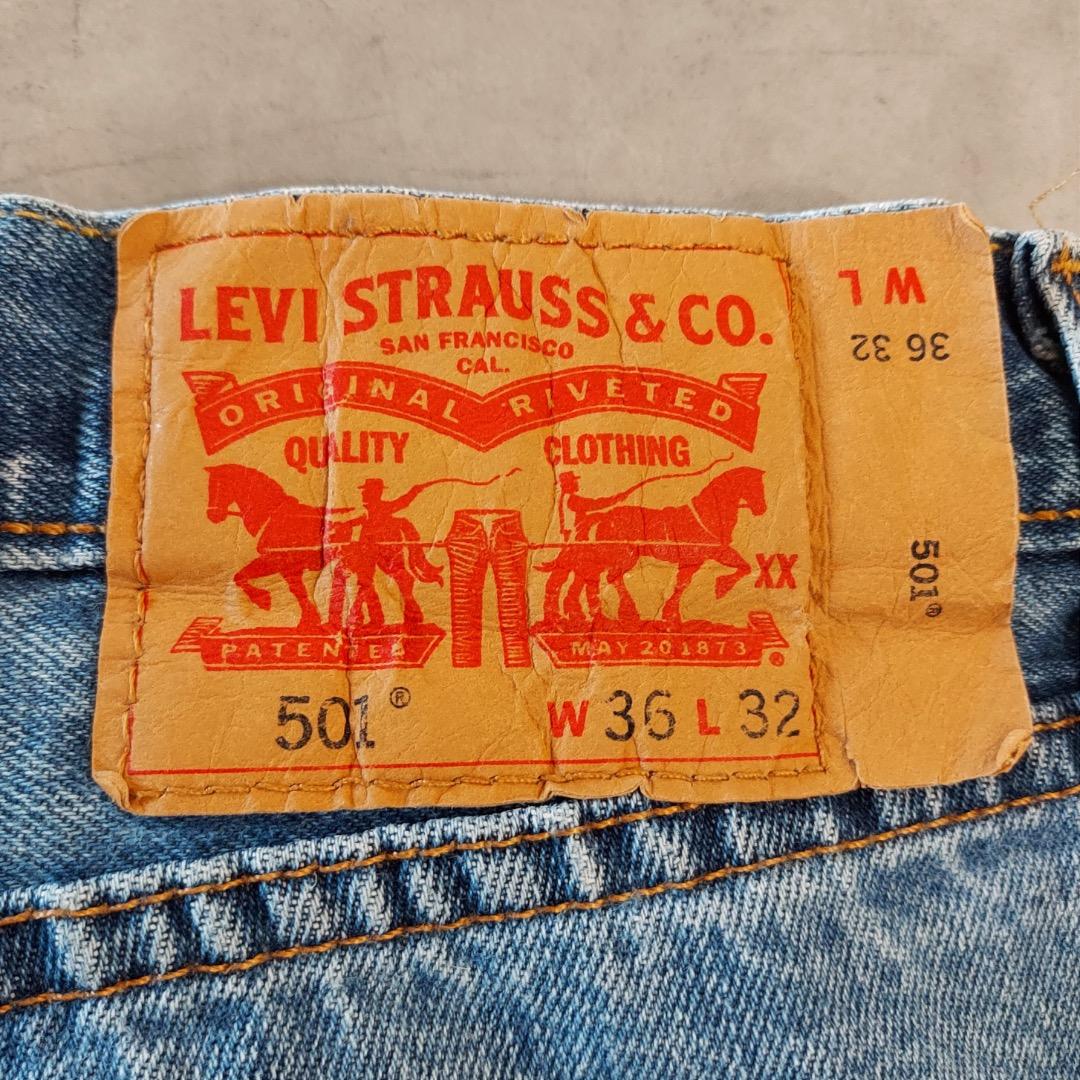 LEVI STRAUSS & CO.
SAN FRANCISCO
CAL.
ORIGINAL RIVETED
QUALITY CLOTHING
XX
PATENTED MAY 20 1873
501® W 36 L 32
W L
36 32
501®